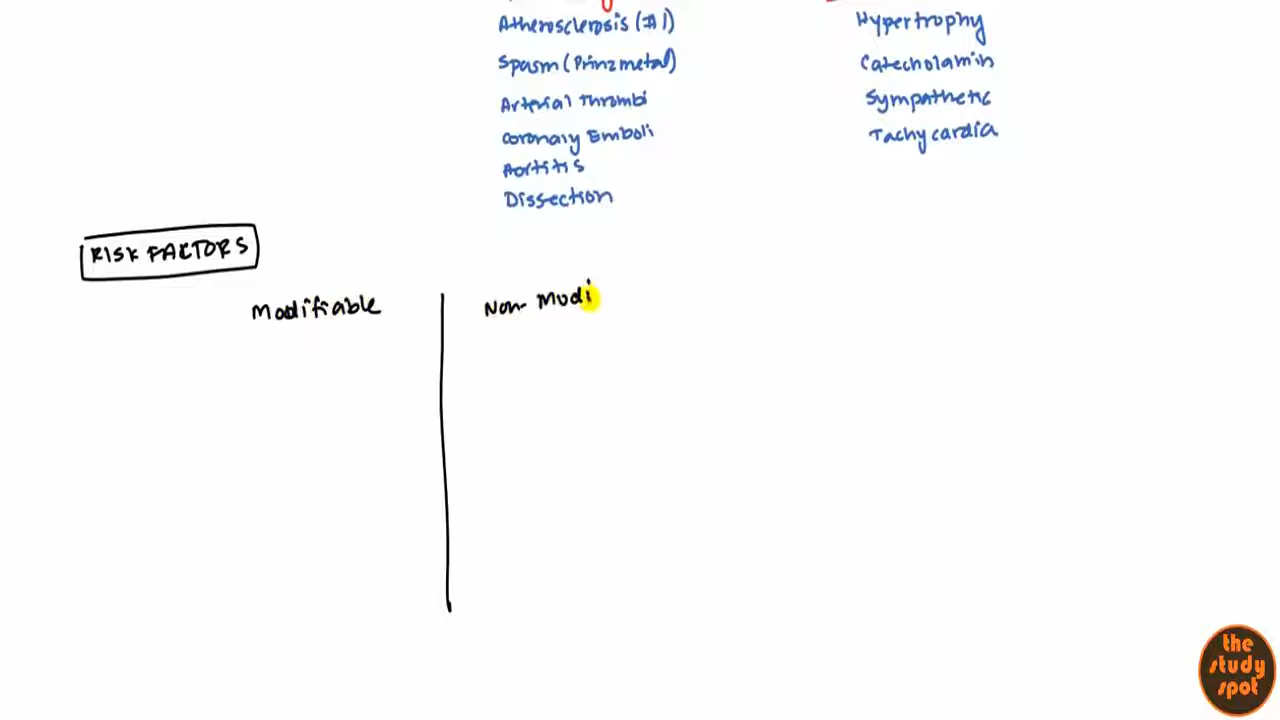 Atherosclerosis (#1)
Spasm (Prinzmetal)
Arterial Thrombi
Coronary Emboli
Aortitis
Dissection
Hypertrophy
Catecholamin
Sympathetic
Tachycardia
RISK FACTORS
Modifiable
Non-Modi
the
study
spot